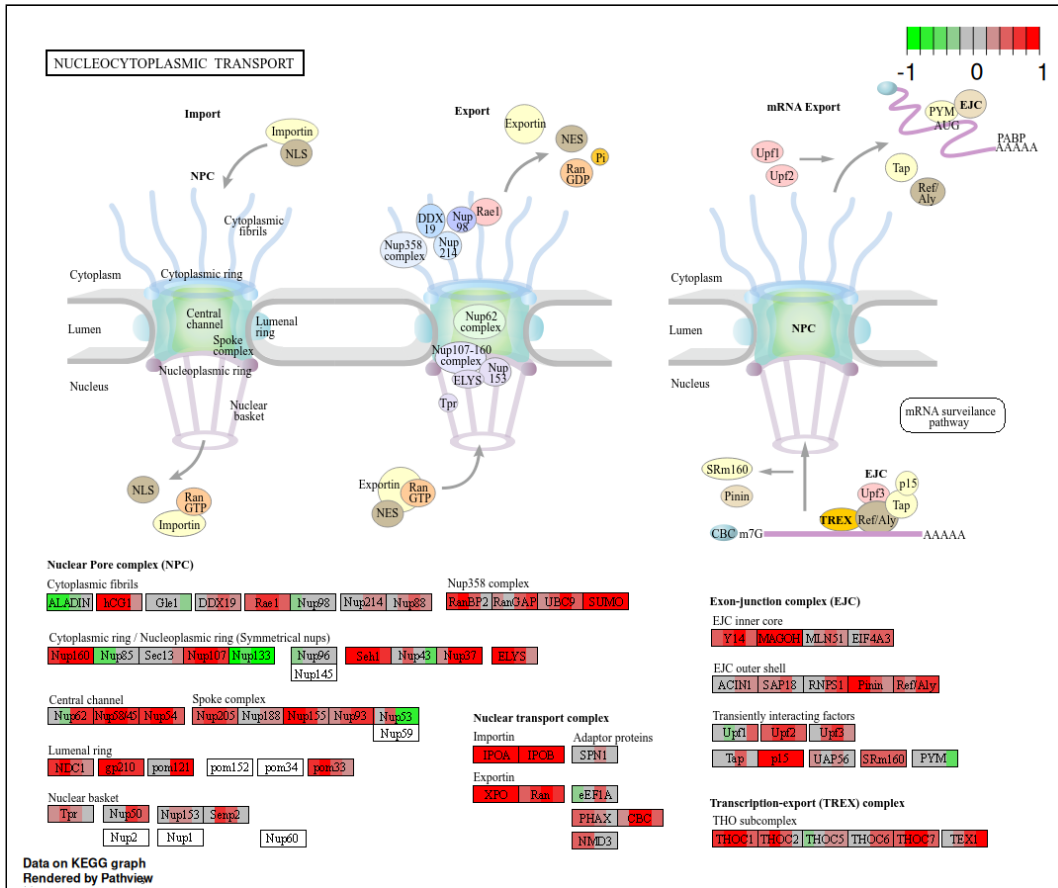 NUCLEOCYTOPLASMIC TRANSPORT
-1 0 1
Import
Importin
NLS
NPC
Cytoplasmic
fibrils
Cytoplasm
Cytoplasmic ring
Central
channel
Lumenal
ring
Lumen
Spoke
complex
Nucleoplasmic ring
Nucleus
Nuclear
basket
NLS
Ran
GTP
Importin
Export
Exportin
NES
Pi
Ran
GDP
DDX
19
Nup
98
Rae1
Nup358
complex
Nup
214
Nup62
complex
Nup107-160
complex
Nup
153
ELYS
Tpr
Exportin
Ran
GTP
NES
mRNA Export
PYM
EJC
AUG
PABP
AAAAA
Upf1
Upf2
Tap
Ref/
Aly
Cytoplasm
Lumen
NPC
Nucleus
mRNA surveilance
pathway
SRm160
Pinin
EJC
Upf3
p15
Tap
TREX
Ref/Aly
CBC m7G
AAAAA
Nuclear Pore complex (NPC)
Cytoplasmic fibrils
ALADIN hCG1 Gle1 DDX19 Rae1 Nup98 Nup214 Nup88
Nup358 complex
RanBP2 RanGAP UBC9 SUMO
Cytoplasmic ring / Nucleoplasmic ring (Symmetrical nups)
Nup160 Nup85 Sec13 Nup107 Nup133 Nup96 Seh1 Nup43 Nup37 ELYS
Nup145
Central channel
Nup62 Nup58/45 Nup54
Spoke complex
Nup205 Nup188 Nup155 Nup93 Nup53
Nup59
Lumenal ring
NDC1 gp210 pom121 pom152 pom34 pom33
Nuclear basket
Tpr Nup50 Nup153 Senp2
Nup2 Nup1 Nup60
Nuclear transport complex
Importin
IPOA IPOB
Adaptor proteins
SPN1
Exportin
XPO Ran
eEF1A
PHAX CBC
NMD3
Exon-junction complex (EJC)
EJC inner core
Y14 MAGOH MLN51 EIF4A3
EJC outer shell
ACIN1 SAP18 RNPS1 Pinin Ref/Aly
Transiently interacting factors
Upf1 Upf2 Upf3
Tap p15 UAP56 SRm160 PYM
Transcription-export (TREX) complex
THO subcomplex
THOC1 THOC2 THOC5 THOC6 THOC7 TEX1
Data on KEGG graph
Rendered by Pathview